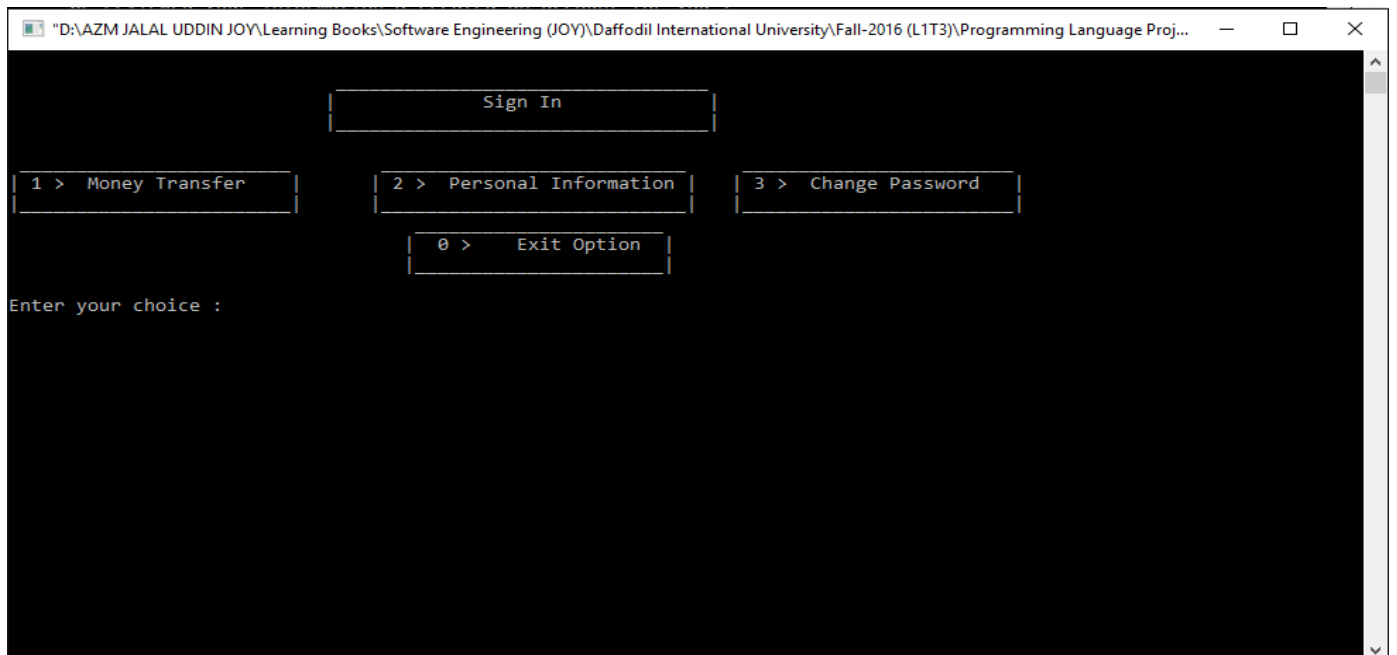 "D:\AZM JALAL UDDIN JOY\Learning Books\Software Engineering (JOY)\Daffodil International University\Fall-2016 (L1T3)\Programming Language Proj...
Sign In
1 > Money Transfer
2 > Personal Information
3 > Change Password
0 > Exit Option
Enter your choice :